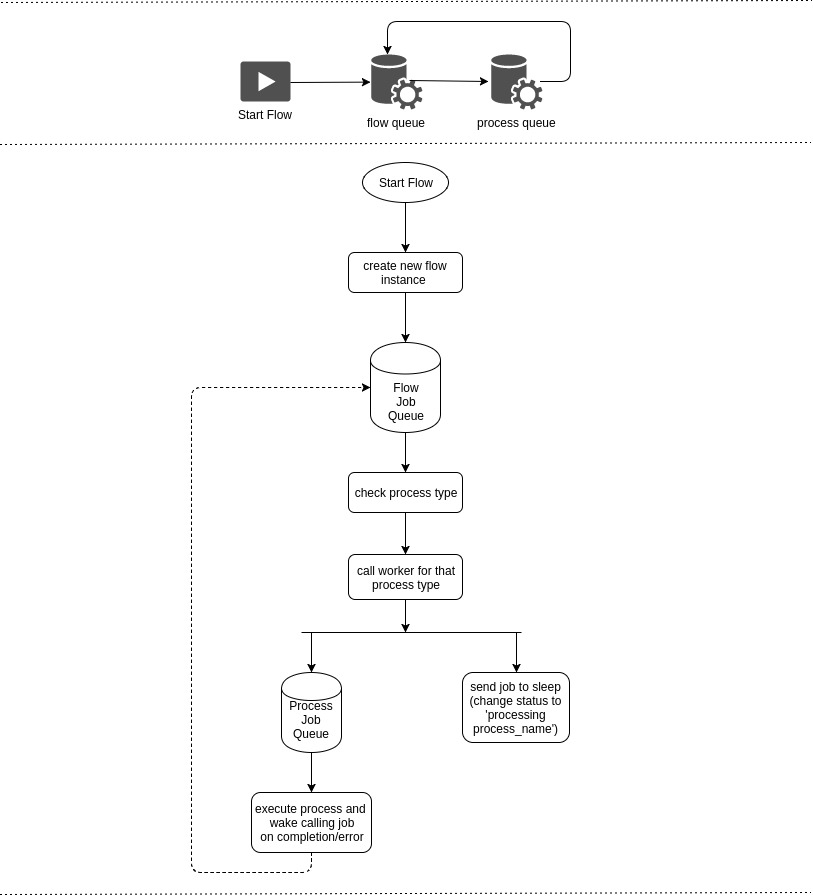 Start Flow
flow queue
process queue
Start Flow
create new flow
instance
Flow
Job
Queue
check process type
call worker for that
process type
Process
Job
Queue
send job to sleep
(change status to
'processing
process_name')
execute process and
wake calling job
on completion/error